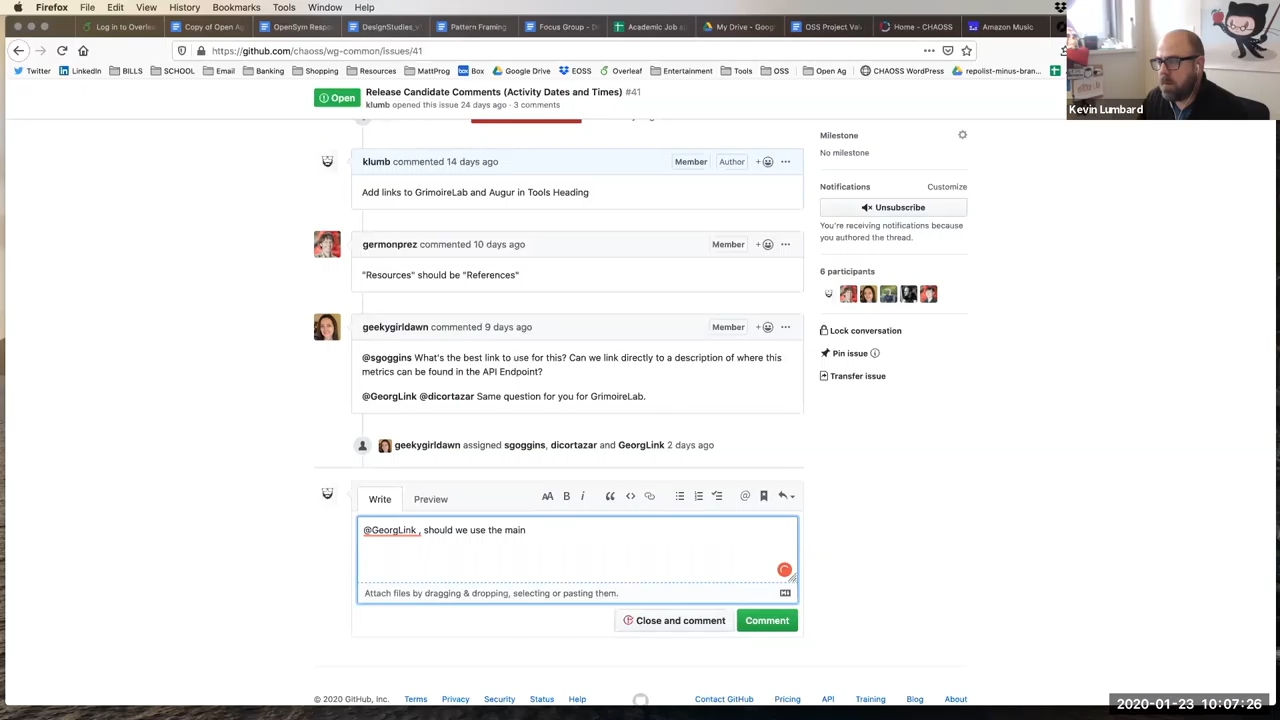 Firefox File Edit View History Bookmarks Tools Window Help
Log in to Overle Copy of Open Ag OpenSym Resp DesignStudies_ Pattern Framing Focus Group - Academic Job a My Drive - Goog OSS Project Val Home - CHAOSS Amazon Music
https://github.com/chaoss/wg-common/issues/41
Twitter LinkedIn BILLS SCHOOL Email Banking Shopping Resources MattProg Box Google Drive EOSS Overleaf Entertainment Tools OSS Open Ag CHAOSS WordPress repolist-minus-bran...
Kevin Lumbard
Open
Release Candidate Comments (Activity Dates and Times) #41
klumb opened this issue 24 days ago · 3 comments
Milestone
No milestone
klumb commented 14 days ago Member Author
Add links to GrimoireLab and Augur in Tools Heading
Notifications Customize
Unsubscribe
You're receiving notifications because
you authored the thread.
germonprez commented 10 days ago Member
"Resources" should be "References"
6 participants
geekygirldawn commented 9 days ago Member
@sgoggins What's the best link to use for this? Can we link directly to a description of where this
metrics can be found in the API Endpoint?
@GeorgLink @dicortazar Same question for you for GrimoireLab.
Lock conversation
Pin issue
Transfer issue
geekygirldawn assigned sgoggins, dicortazar and GeorgLink 2 days ago
Write Preview
@GeorgLink , should we use the main
Attach files by dragging & dropping, selecting or pasting them.
Close and comment Comment
© 2020 GitHub, Inc. Terms Privacy Security Status Help Contact GitHub Pricing API Training Blog About
2020-01-23 10:07:26